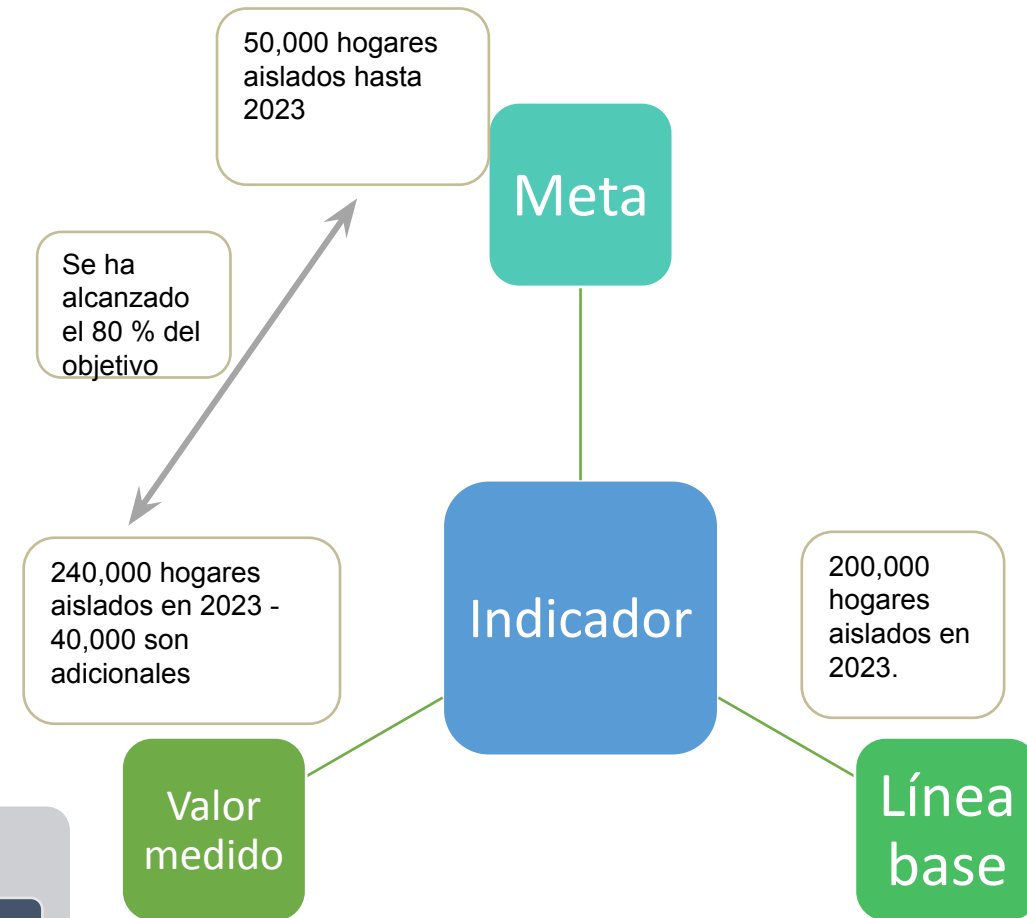 50,000 hogares
aislados hasta
2023
Meta
Se ha
alcanzado
el 80 % del
objetivo
240,000 hogares
aislados en 2023 -
40,000 son
adicionales
Indicador
200,000
hogares
aislados en
2023.
Valor
medido
Línea
base